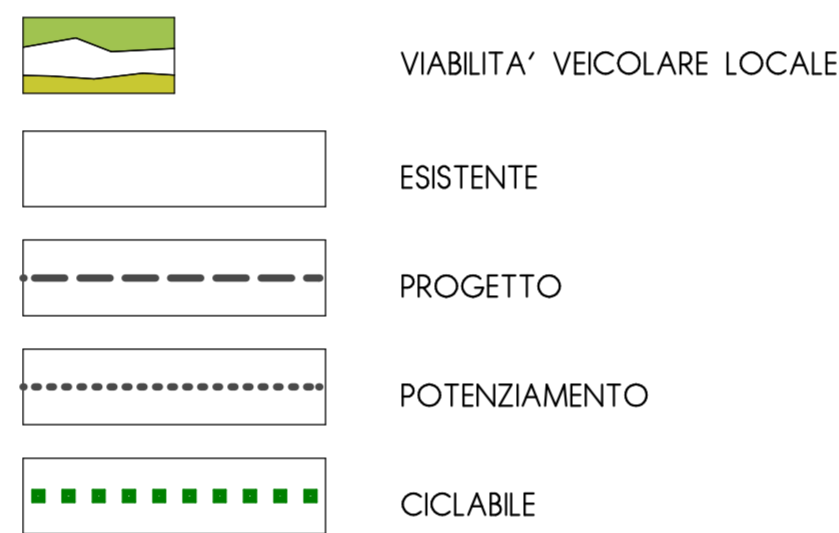 VIABILITA' VEICOLARE LOCALE
ESISTENTE
PROGETTO
POTENZIAMENTO
CICLABILE